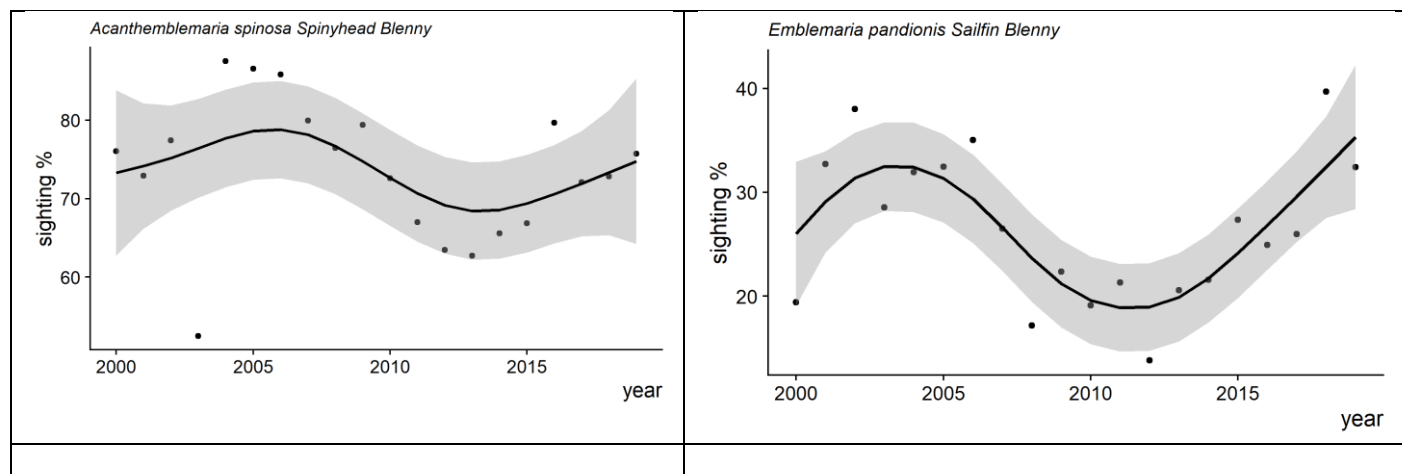 Acanthemblemaria spinosa Spinyhead Blenny
sighting %
80
70
60
2000 2005 2010 2015
year
Emblemaria pandionis Sailfin Blenny
sighting %
40
30
20
2000 2005 2010 2015
year